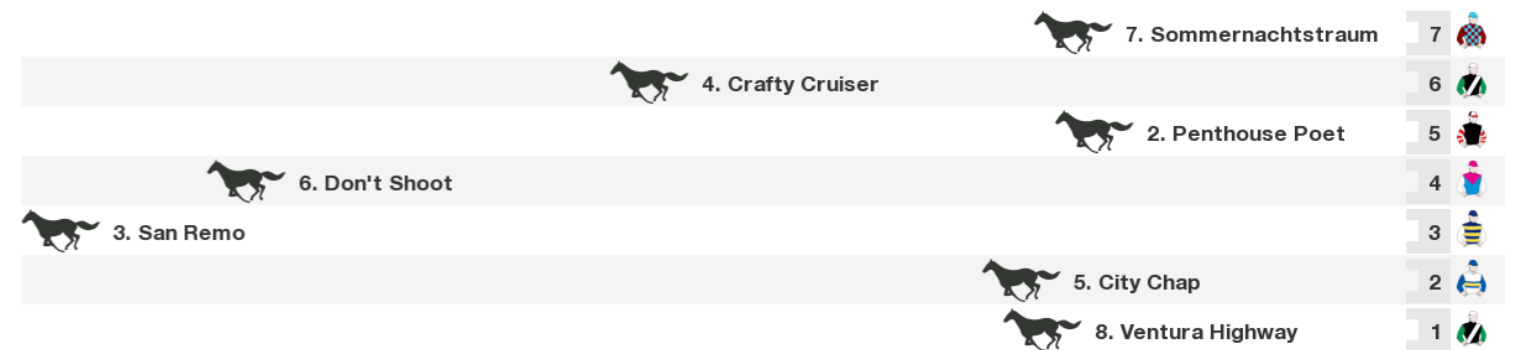 7. Sommernachtstraum 7
4. Crafty Cruiser 6
2. Penthouse Poet 5
6. Don't Shoot 4
3. San Remo 3
5. City Chap 2
8. Ventura Highway 1